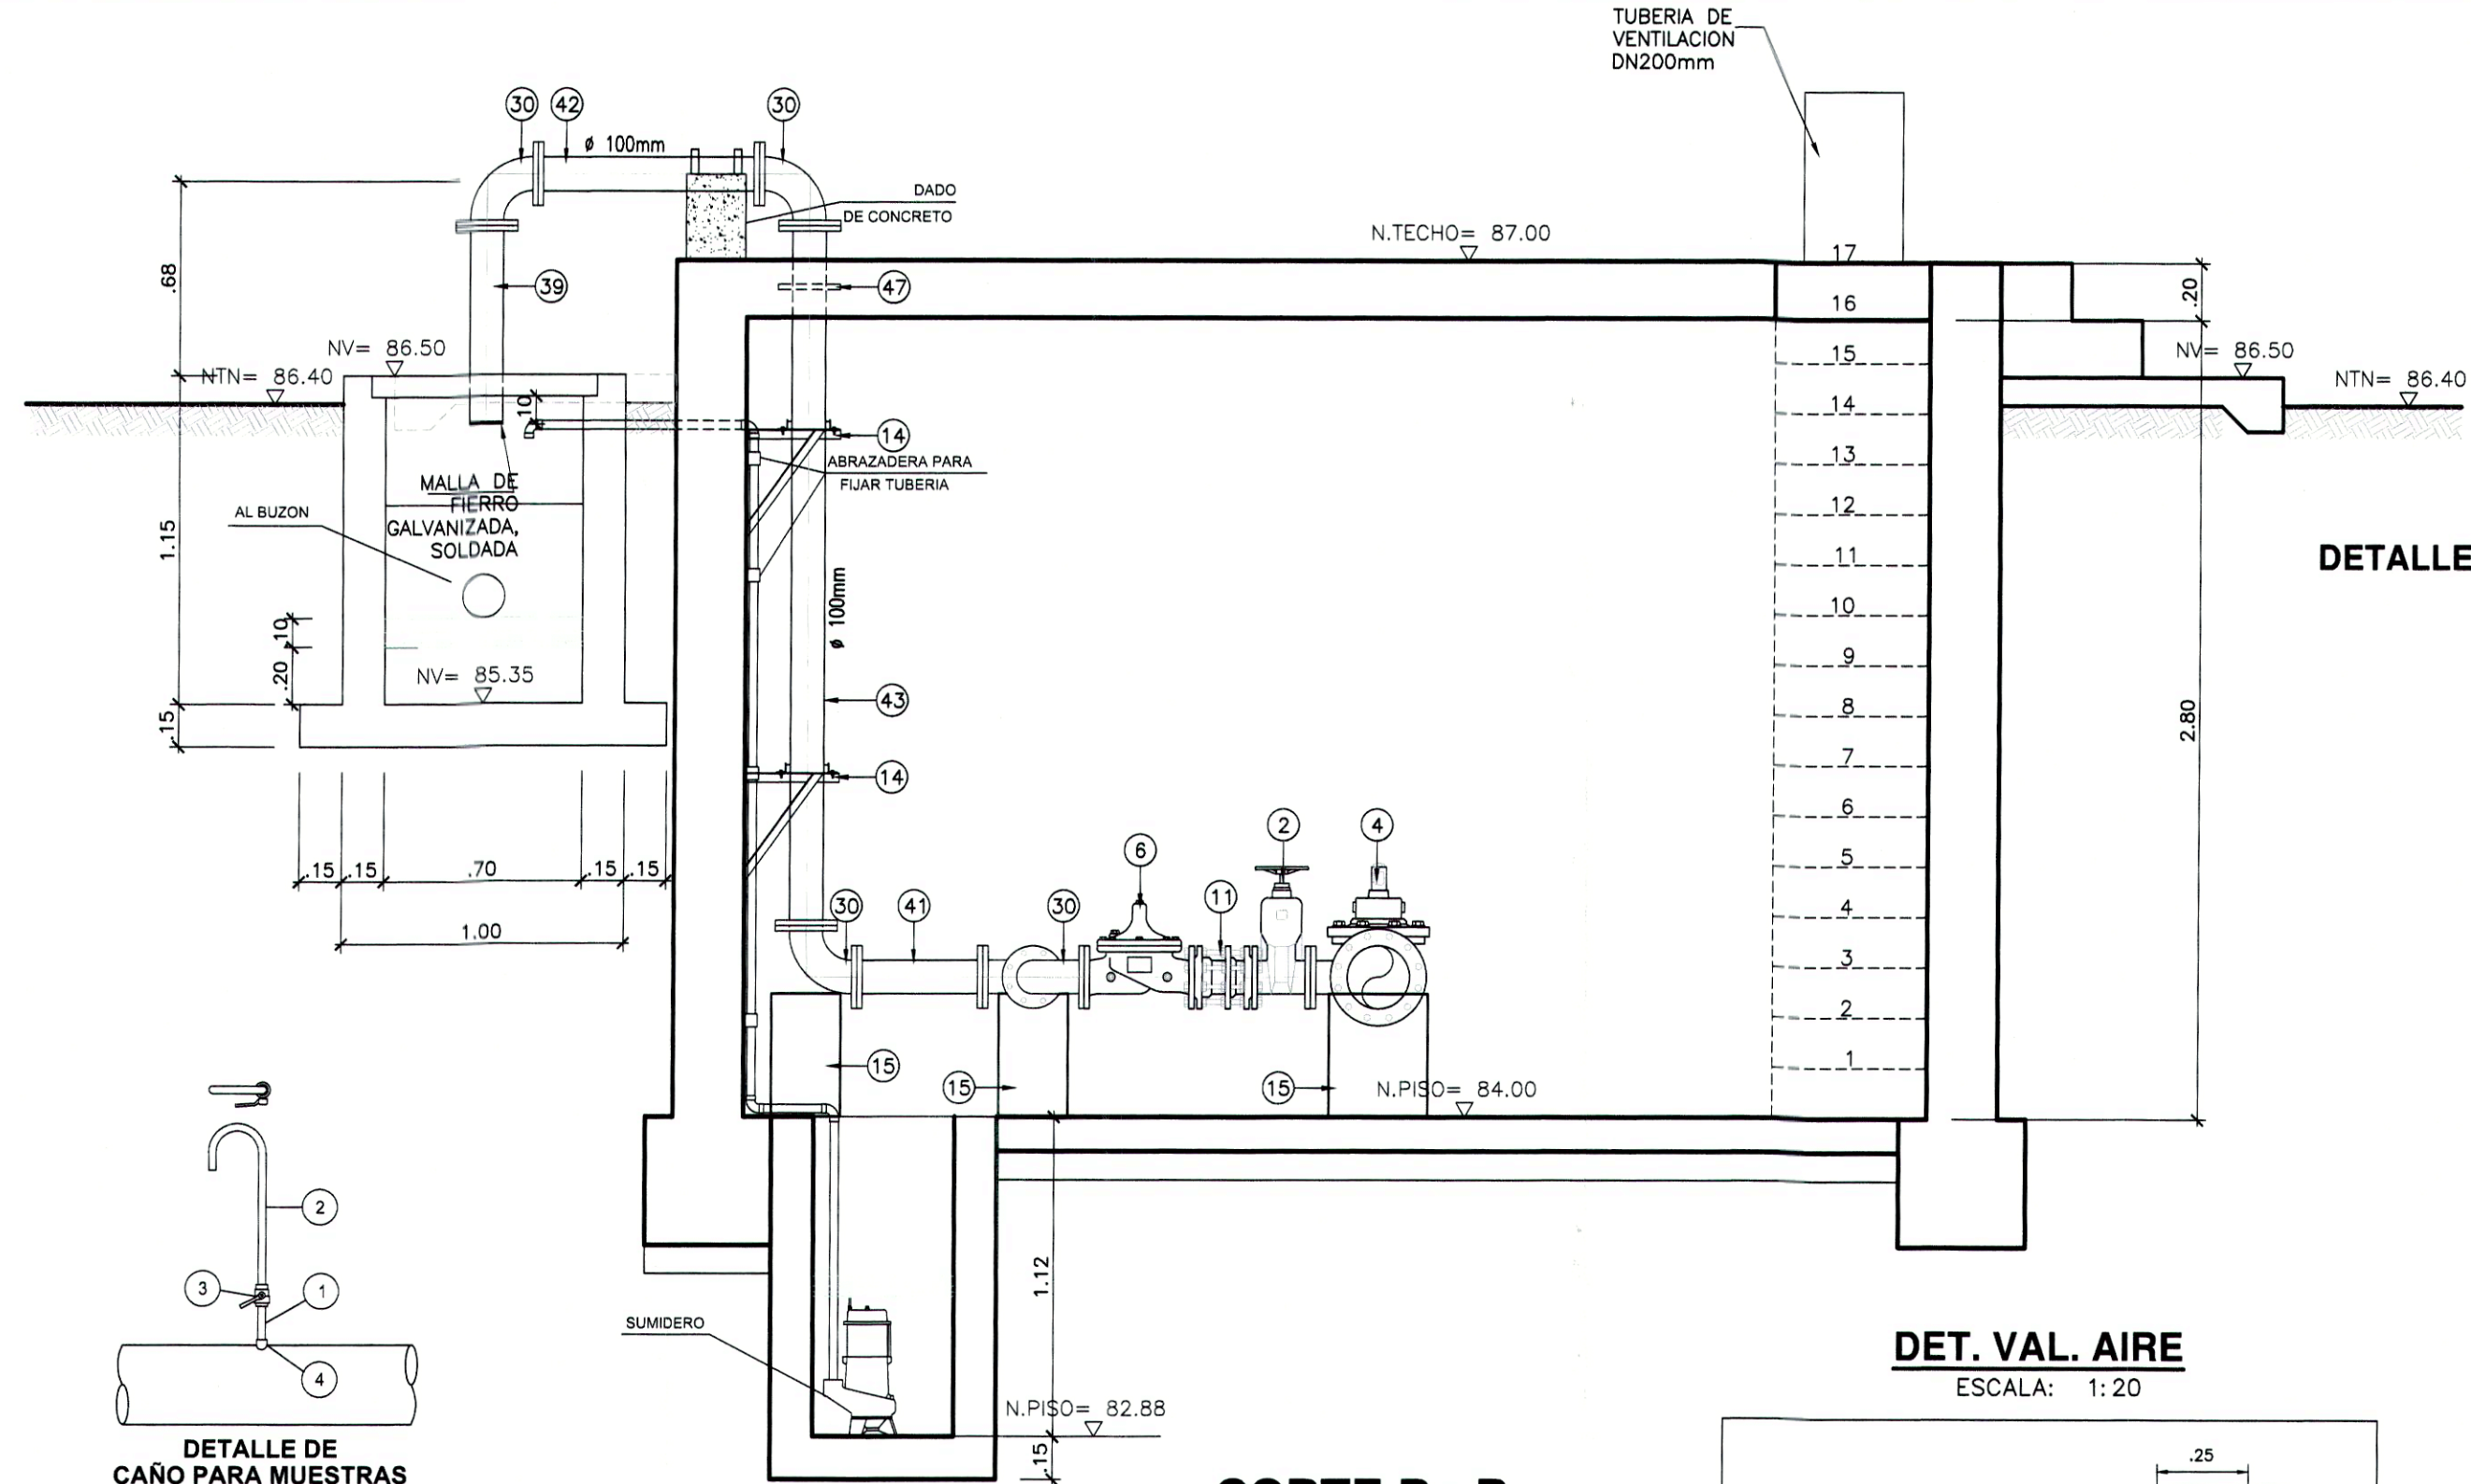 TUBERIA DE
VENTILACION
DN200mm
30
42
30
ø 100mm
DADO
DE CONCRETO
N.TECHO= 87.00
17
.68
39
47
16
.20
NV= 86.50
NTN= 86.40
15
NV= 86.50
NTN= 86.40
.10
14
14
ABRAZADERA PARA
FIJAR TUBERIA
13
MALLA DE
FIERRO
GALVANIZADA,
SOLDADA
AL BUZON
12
1.15
11
DETALLE
ø 100mm
10
.10
9
.20
NV= 85.35
43
8
2.80
.15
14
7
6
2
4
6
5
.15
.15
.70
.15
.15
30
41
30
11
4
1.00
3
2
15
15
15
N.PISO= 84.00
1
2
3
1
4
1.12
SUMIDERO
DET. VAL. AIRE
ESCALA: 1:20
N.PISO= 82.88
.15
DETALLE DE
CAÑO PARA MUESTRAS
.25